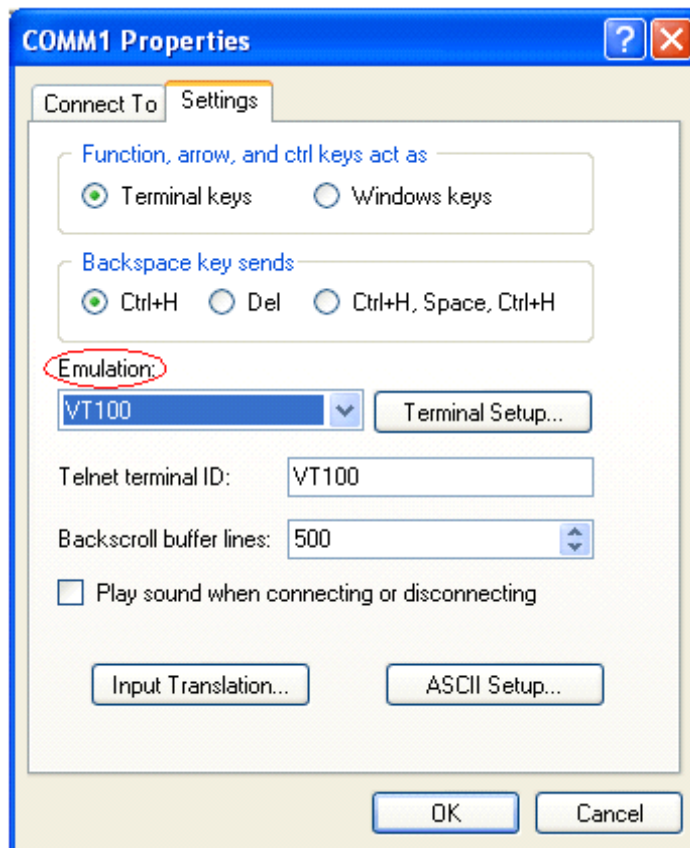 COMM1 Properties
Connect To Settings
Function, arrow, and ctrl keys act as
Terminal keys Windows keys
Backspace key sends
Ctrl+H Del Ctrl+H, Space, Ctrl+H
Emulation:
VT100 Terminal Setup...
Telnet terminal ID: VT100
Backscroll buffer lines: 500
Play sound when connecting or disconnecting
Input Translation... ASCII Setup...
OK Cancel